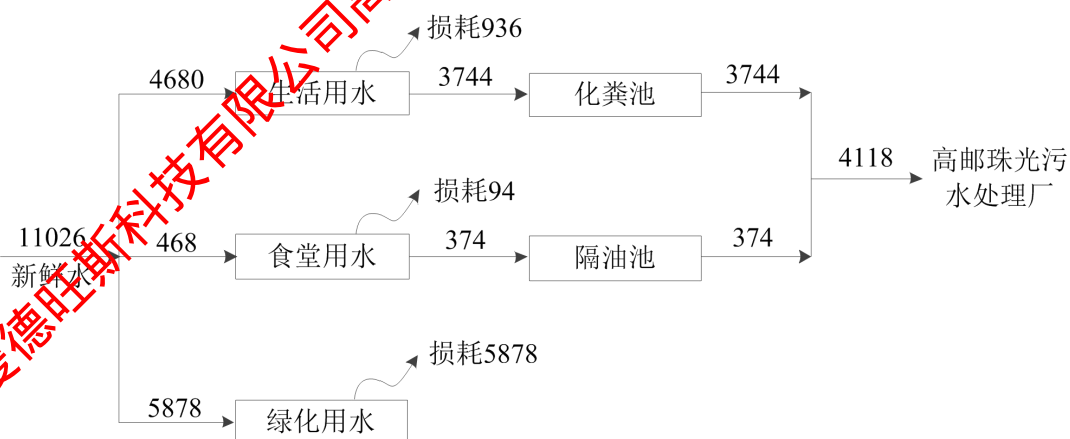 损耗936
4680
生活用水
3744
化粪池
3744
4118
高邮珠光污
水处理厂
损耗94
11026
新鲜水
468
食堂用水
374
隔油池
374
损耗5878
5878
绿化用水
德旺斯科技有限公司高